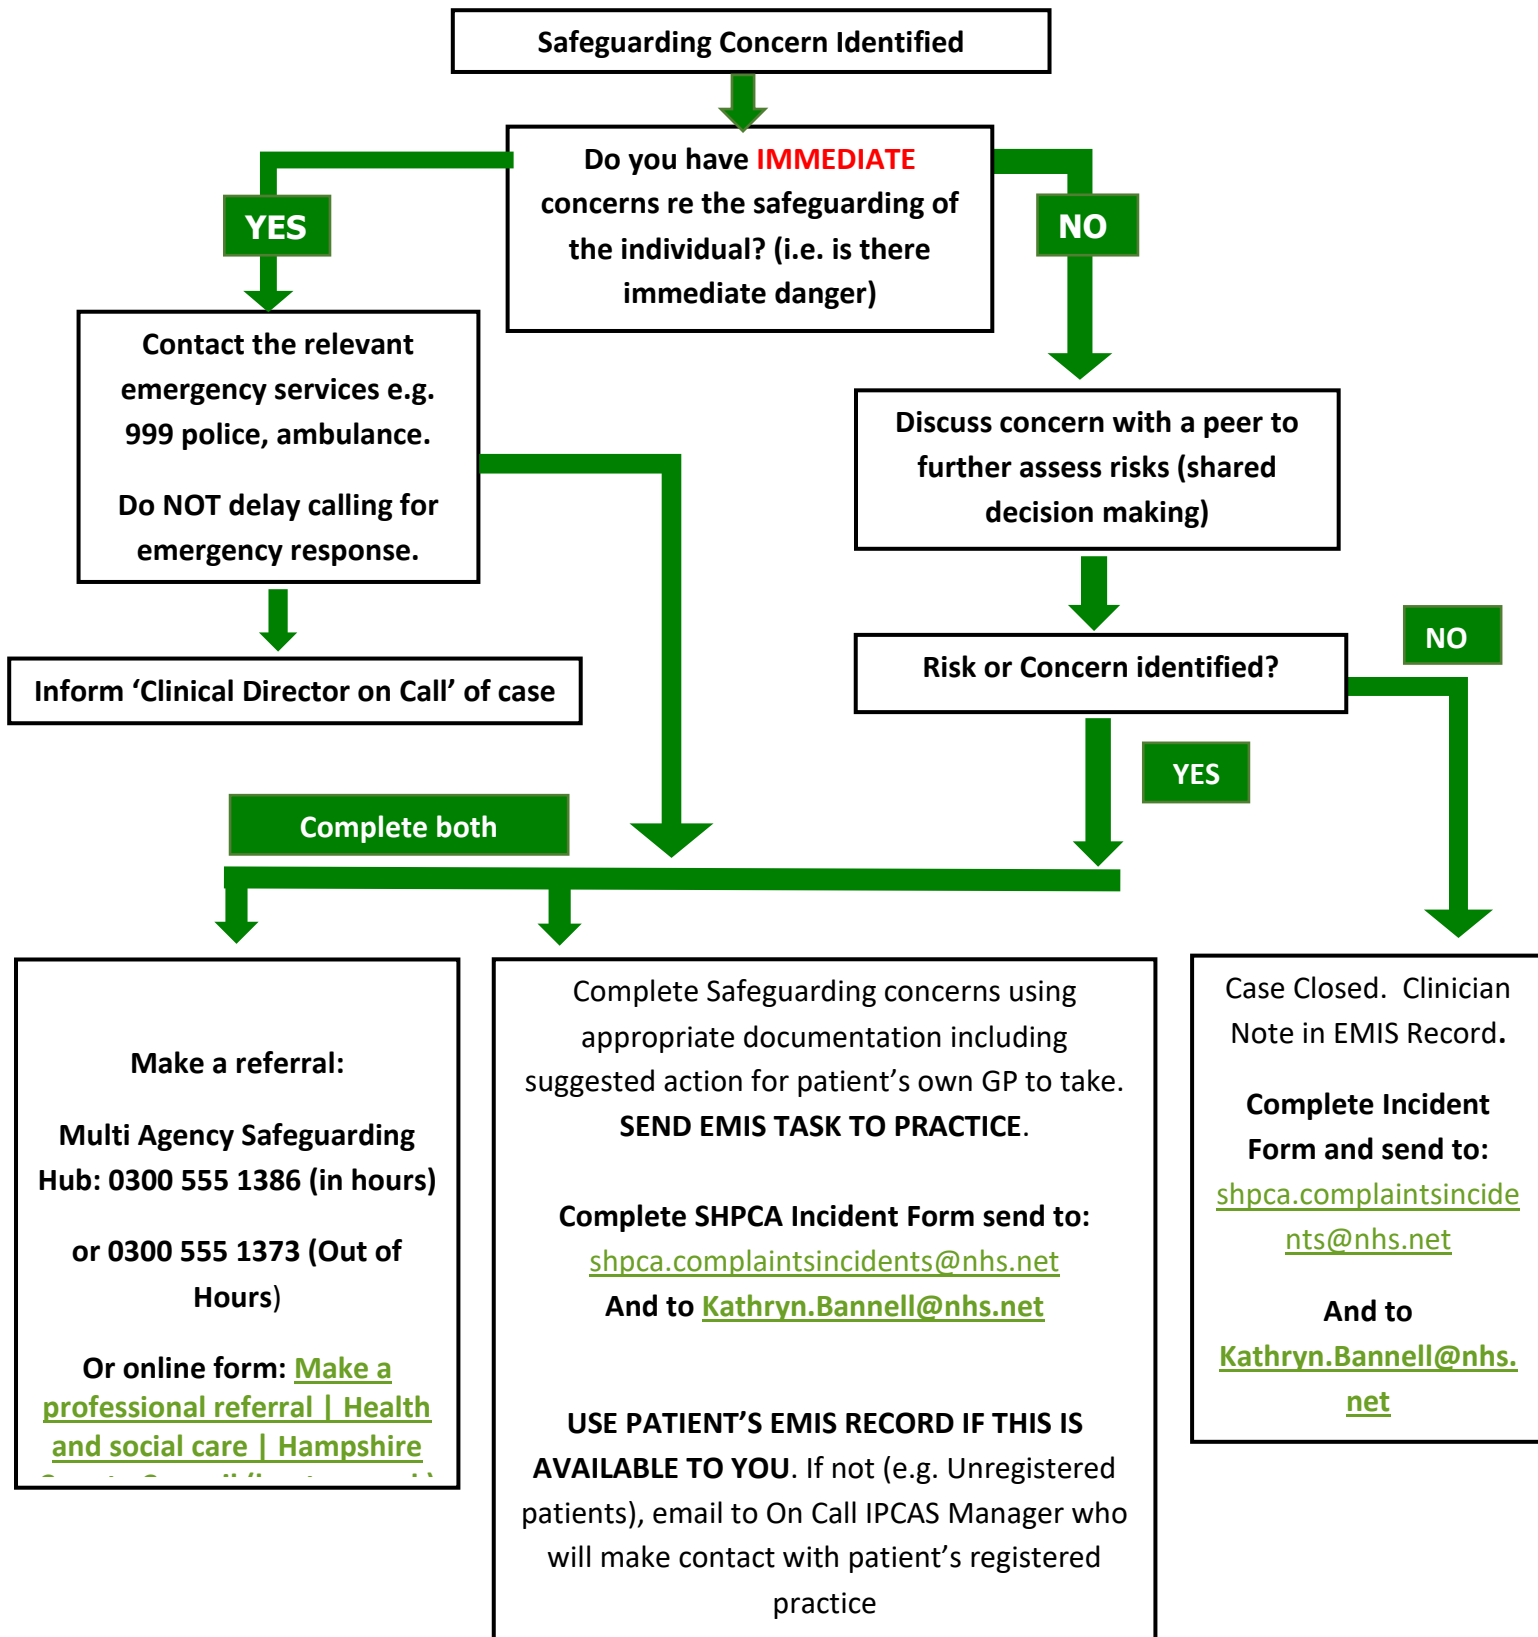 Safeguarding Concern Identified
Do you have IMMEDIATE
concerns re the safeguarding of
the individual? (i.e. is there
immediate danger)
YES
NO
Contact the relevant
emergency services e.g.
999 police, ambulance.
Do NOT delay calling for
emergency response.
Discuss concern with a peer to
further assess risks (shared
decision making)
Inform ‘Clinical Director on Call’ of case
Risk or Concern identified?
NO
YES
Complete both
Make a referral:
Multi Agency Safeguarding
Hub: 0300 555 1386 (in hours)
or 0300 555 1373 (Out of
Hours)
Or online form: Make a
professional referral | Health
and social care | Hampshire
Complete Safeguarding concerns using
appropriate documentation including
suggested action for patient’s own GP to take.
SEND EMIS TASK TO PRACTICE.
Complete SHPCA Incident Form send to:
shpca.complaintsincidents@nhs.net
And to Kathryn.Bannell@nhs.net
USE PATIENT’S EMIS RECORD IF THIS IS
AVAILABLE TO YOU. If not (e.g. Unregistered
patients), email to On Call IPCAS Manager who
will make contact with patient’s registered
practice
Case Closed.  Clinician
Note in EMIS Record.
Complete Incident
Form and send to:
shpca.complaintsincide
nts@nhs.net
And to
Kathryn.Bannell@nhs.
net